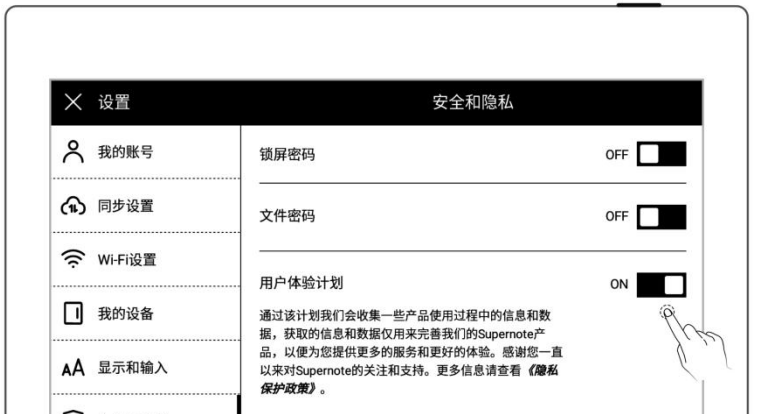 设置
安全和隐私
我的账号
同步设置
Wi-Fi设置
我的设备
显示和输入
锁屏密码 OFF
文件密码 OFF
用户体验计划 ON
通过该计划我们会收集一些产品使用过程中的信息和数
据，获取的信息和数据仅用来完善我们的Supernote产
品，以便为您提供更多的服务和更好的体验。感谢您一直
以来对Supernote的关注和支持。更多信息请查看《隐私
保护政策》。